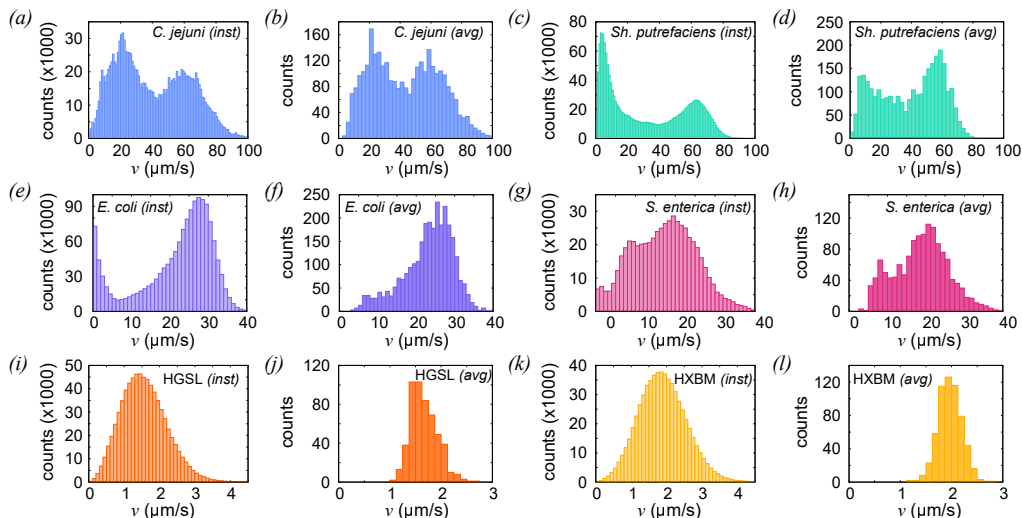 (a)
C. jejuni (inst)
counts (x1000)
30
20
10
0
0 20 40 60 80 100
v (μm/s)
(b)
C. jejuni (avg)
counts
160
120
80
40
0
0 20 40 60 80 100
v (μm/s)
(c)
Sh. putrefaciens (inst)
counts (x1000)
80
60
40
20
0
0 20 40 60 80 100
v (μm/s)
(d)
Sh. putrefaciens (avg)
counts
250
200
150
100
50
0
0 20 40 60 80 100
v (μm/s)
(e)
E. coli (inst)
counts (x1000)
90
60
30
0
0 10 20 30 40
v (μm/s)
(f)
E. coli (avg)
counts
250
200
150
100
50
0
0 10 20 30 40
v (μm/s)
(g)
S. enterica (inst)
counts (x1000)
30
20
10
0
0 10 20 30 40
v (μm/s)
(h)
S. enterica (avg)
counts
120
80
40
0
0 10 20 30 40
v (μm/s)
(i)
HGSL (inst)
counts (x1000)
50
40
30
20
10
0
0 1 2 3 4
v (μm/s)
(j)
HGSL (avg)
counts
120
80
40
0
0 1 2 3
v (μm/s)
(k)
HXBM (inst)
counts (x1000)
40
30
20
10
0
0 1 2 3 4
v (μm/s)
(l)
HXBM (avg)
counts
120
80
40
0
0 1 2 3
v (μm/s)